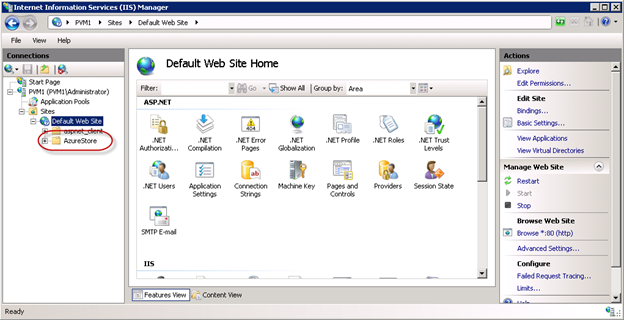 Internet Information Services (IIS) Manager
PVM1 Sites Default Web Site
File View Help
Connections
Start Page
PVM1 (PVM1\Administrator)
Application Pools
Sites
Default Web Site
aspnet_client
AzureStore
Default Web Site Home
Filter: Go Show All Group by: Area
ASP.NET
.NET Authorizati...
.NET Compilation
.NET Error Pages
.NET Globalization
.NET Profile
.NET Roles
.NET Trust Levels
.NET Users
Application Settings
Connection Strings
Machine Key
Pages and Controls
Providers
Session State
SMTP E-mail
IIS
Features View Content View
Actions
Explore
Edit Permissions...
Edit Site
Bindings...
Basic Settings...
View Applications
View Virtual Directories
Manage Web Site
Restart
Start
Stop
Browse Web Site
Browse *:80 (http)
Advanced Settings...
Configure
Failed Request Tracing...
Limits...
Help
Ready